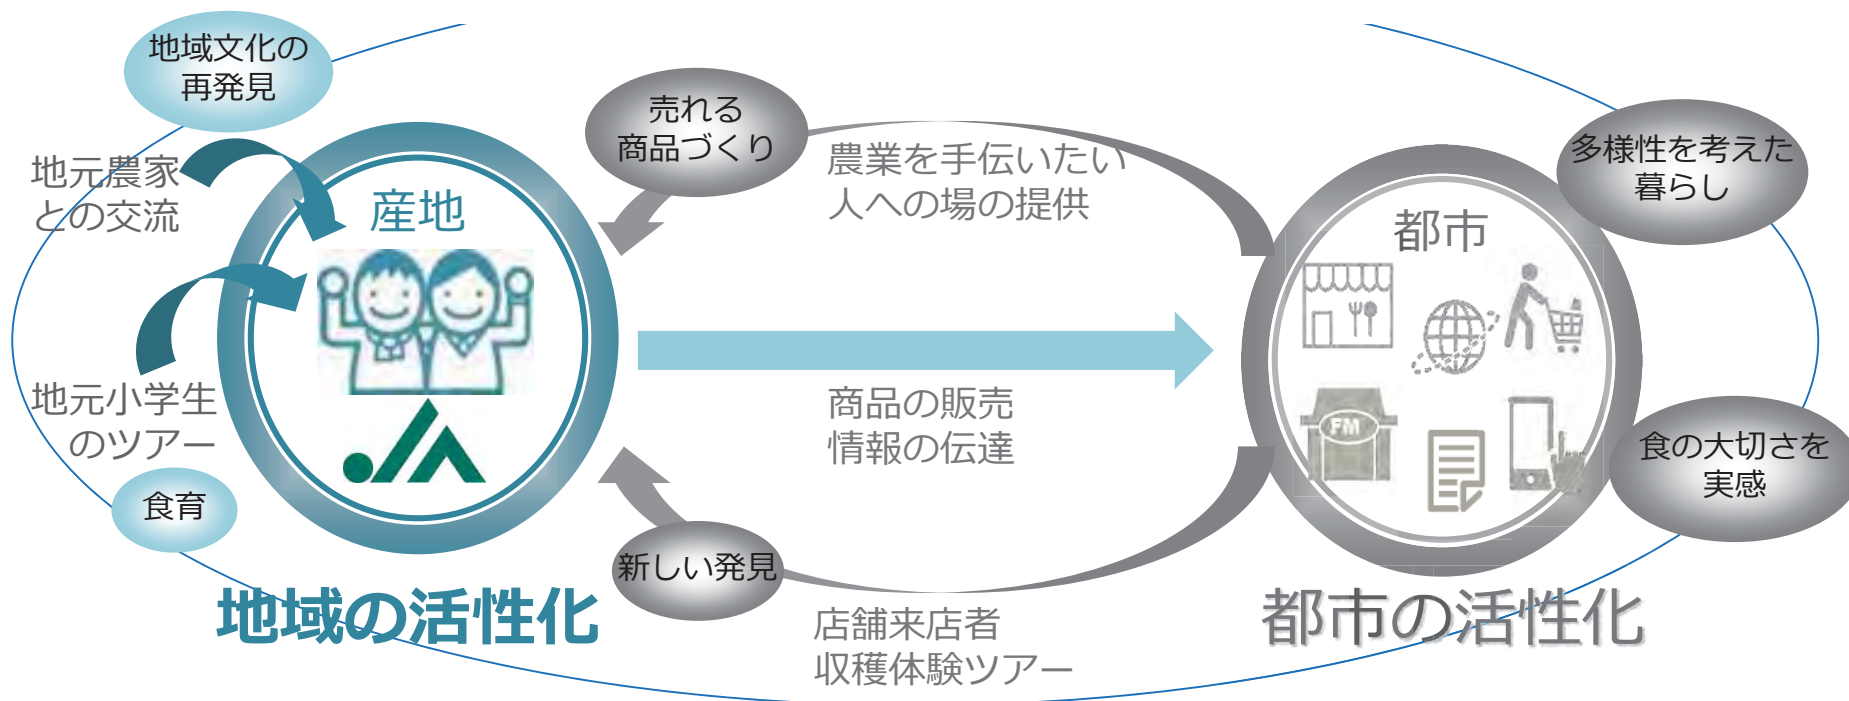 地域文化の
再発見
地元農家
との交流
産地
JA
地元小学生
のツアー
食育
地域の活性化
売れる
商品づくり
農業を手伝いたい
人への場の提供
商品の販売
情報の伝達
新しい発見
店舗来店者
収穫体験ツアー
多様性を考えた
暮らし
都市
FM
食の大切さを
実感
都市の活性化